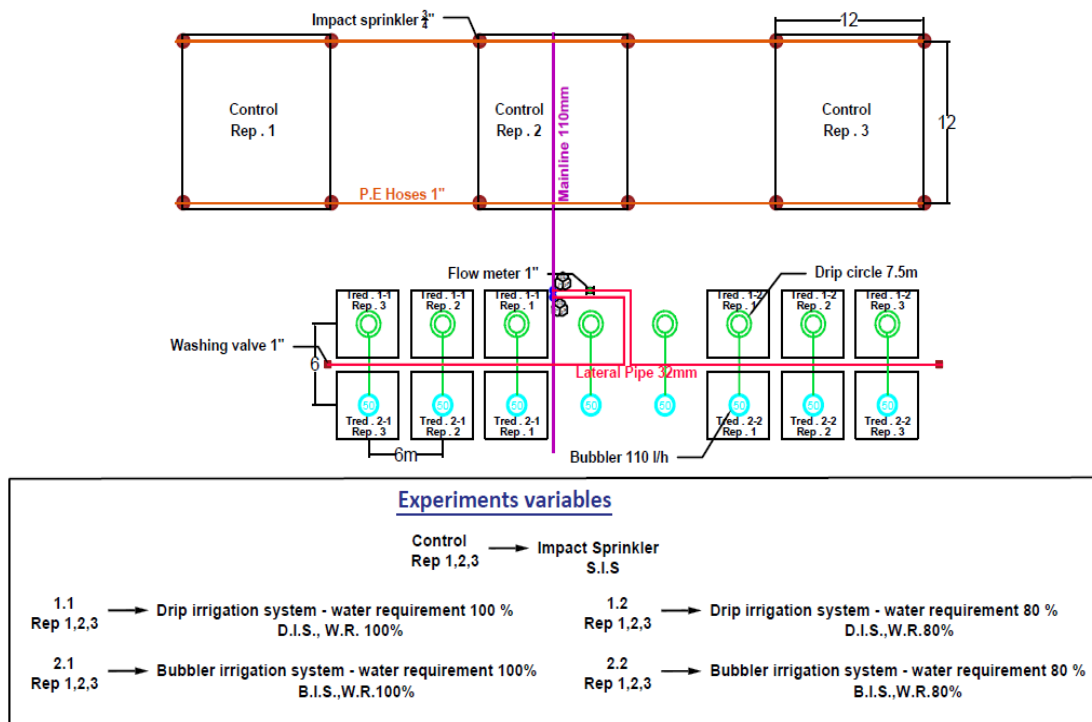 Impact sprinkler 3/4"
12
Control
Rep . 1
Control
Rep . 2
Mainline 110mm
Control
Rep . 3
12
P.E Hoses 1"
Flow meter 1"
Drip circle 7.5m
Tred . 1-1
Rep . 3
Tred . 1-1
Rep . 2
Tred . 1-1
Rep . 1
Tred . 1-2
Rep . 1
Tred . 1-2
Rep . 2
Tred . 1-2
Rep . 3
Washing valve 1"
6
Lateral Pipe 32mm
50
50
50
50
50
50
50
50
Tred . 2-1
Rep . 3
Tred . 2-1
Rep . 2
Tred . 2-1
Rep . 1
Tred . 2-2
Rep . 1
Tred . 2-2
Rep . 2
Tred . 2-2
Rep . 3
6m
Bubbler 110 l/h
Experiments variables
Control
Rep 1,2,3
Impact Sprinkler
S.I.S
1.1
Rep 1,2,3
Drip irrigation system - water requirement 100 %
D.I.S., W.R. 100%
1.2
Rep 1,2,3
Drip irrigation system - water requirement 80 %
D.I.S.,W.R.80%
2.1
Rep 1,2,3
Bubbler irrigation system - water requirement 100%
B.I.S.,W.R.100%
2.2
Rep 1,2,3
Bubbler irrigation system - water requirement 80 %
B.I.S.,W.R.80%